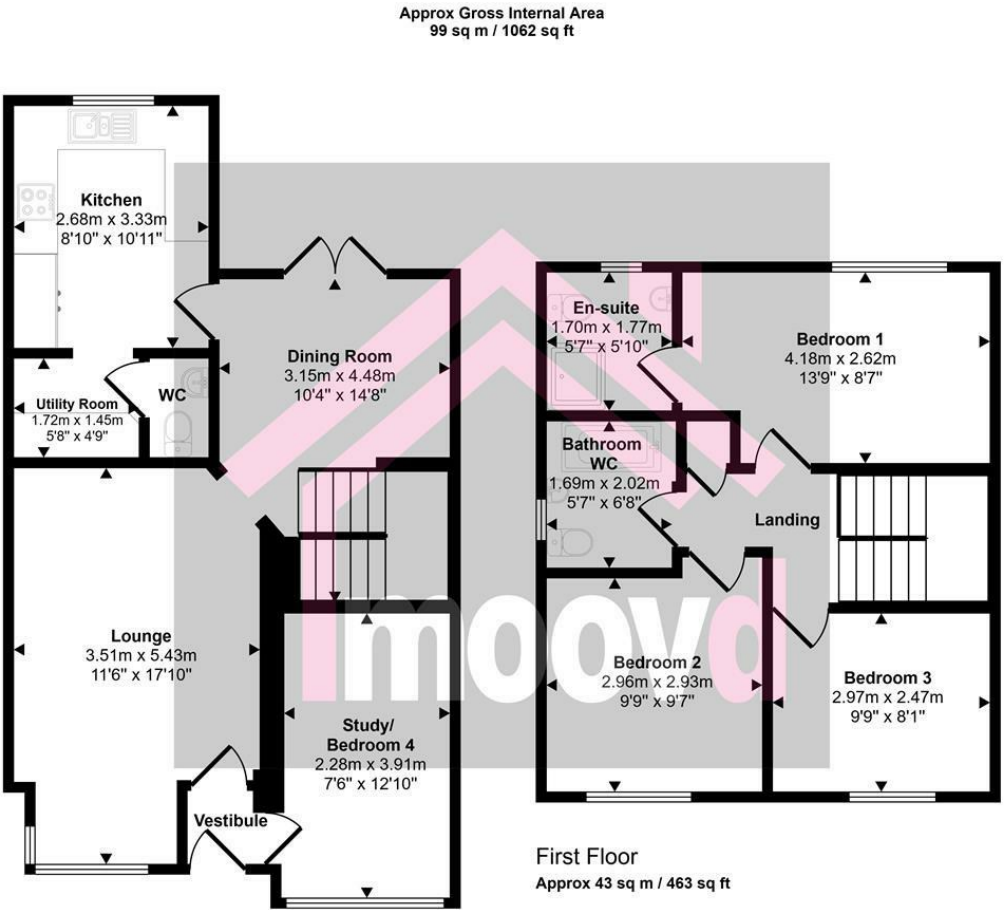 Approx Gross Internal Area
99 sq m / 1062 sq ft
Kitchen
2.68m x 3.33m
8'10" x 10'11"
Utility Room
1.72m x 1.45m
5'8" x 4'9"
WC
Dining Room
3.15m x 4.48m
10'4" x 14'8"
Lounge
3.51m x 5.43m
11'6" x 17'10"
Study/
Bedroom 4
2.28m x 3.91m
7'6" x 12'10"
Vestibule
En-suite
1.70m x 1.77m
5'7" x 5'10"
Bedroom 1
4.18m x 2.62m
13'9" x 8'7"
Bathroom
WC
1.69m x 2.02m
5'7" x 6'8"
Landing
Bedroom 2
2.96m x 2.93m
9'9" x 9'7"
Bedroom 3
2.97m x 2.47m
9'9" x 8'1"
imoovd
First Floor
Approx 43 sq m / 463 sq ft